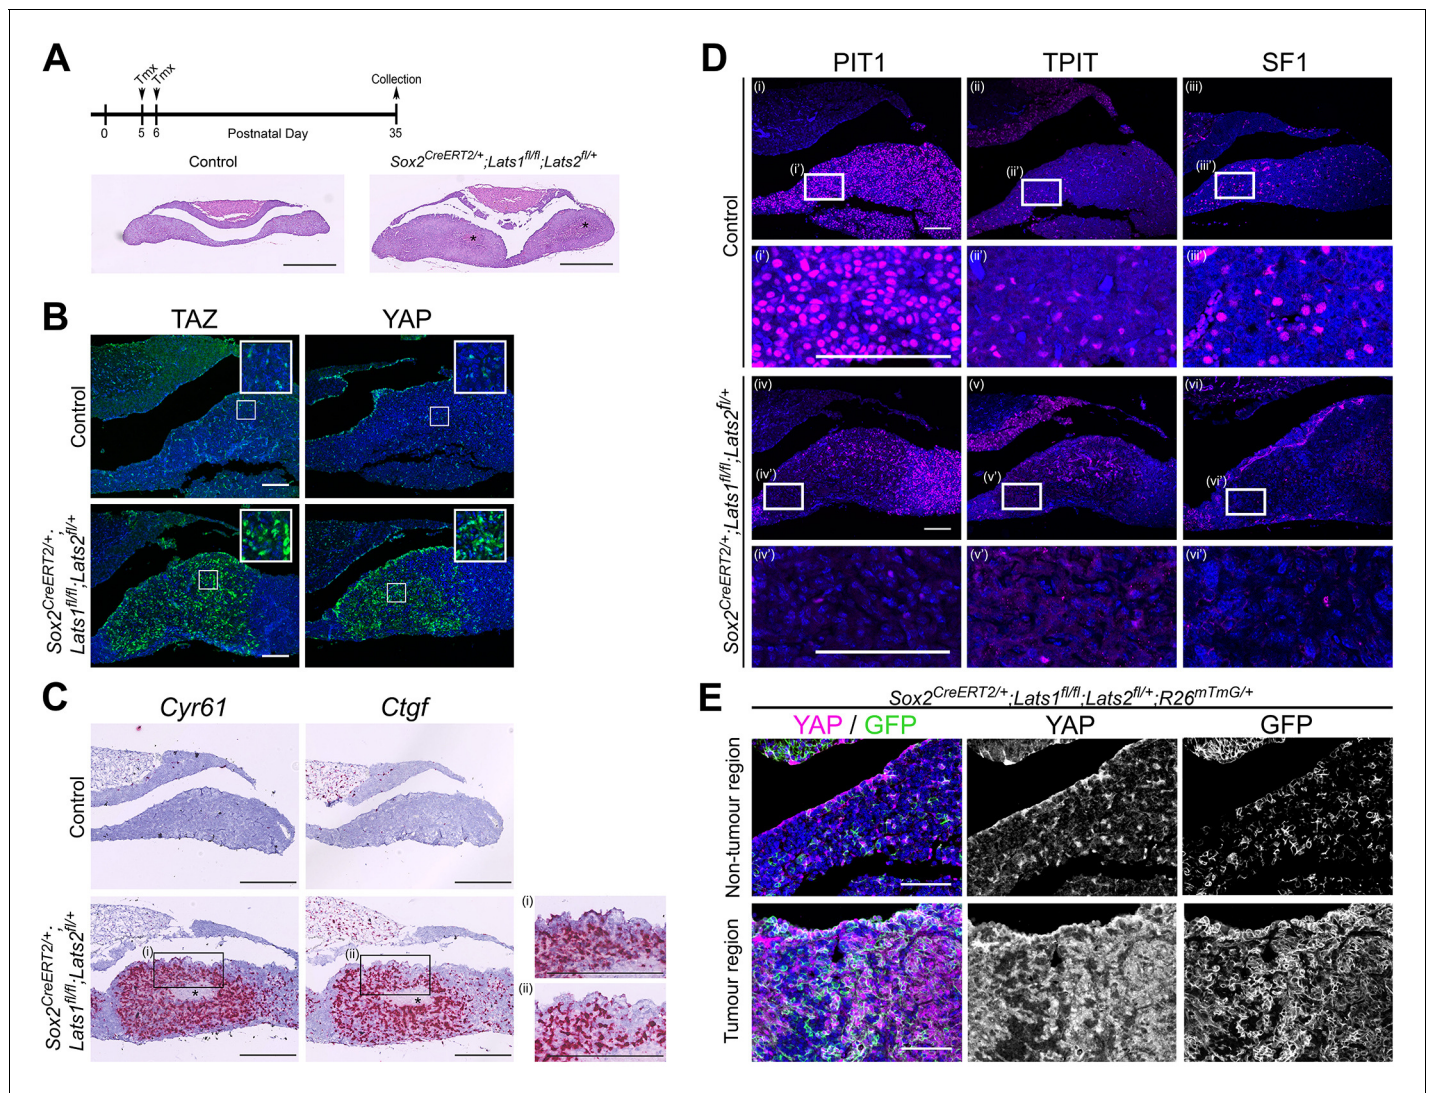 A
Tmx
Tmx
Collection
0
5
6
Postnatal Day
35
Control
Sox2CreERT2/+;Lats1fl/fl;Lats2fl/+
*
*
B
TAZ
YAP
Control
Sox2CreERT2/+;
Lats1fl/fl;Lats2fl/+
C
Cyr61
Ctgf
Control
Sox2CreERT2/+;
Lats1fl/fl;Lats2fl/+
(i)
*
(ii)
*
(i)
(ii)
D
PIT1
TPIT
SF1
Control
(i)
(i')
(ii)
(ii')
(iii)
(iii')
(i')
(ii')
(iii')
Sox2CreERT2/+;Lats1fl/fl;Lats2fl/+
(iv)
(iv')
(v)
(v')
(vi)
(vi')
(iv')
(v')
(vi')
E
Sox2CreERT2/+;Lats1fl/fl;Lats2fl/+;R26mTmG/+
YAP / GFP
YAP
GFP
Non-tumour region
Tumour region